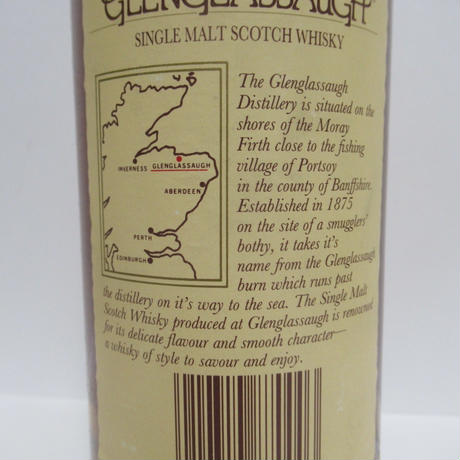 GLENGLASSAUGH
SINGLE MALT SCOTCH WHISKY
INVERNESS
GLENGLASSAUGH
ABERDEEN
PERTH
EDINBURGH
The Glenglassaugh
Distillery is situated on the
shores of the Moray
Firth close to the fishing
village of Portsoy
in the county of Banffshire.
Established in 1875
on the site of a smugglers'
bothy, it takes it's
name from the Glenglassaugh
burn which runs past
the distillery on it's way to the sea. The Single Malt
Scotch Whisky produced at Glenglassaugh is renowned
for its delicate flavour and smooth character—
a whisky of style to savour and enjoy.